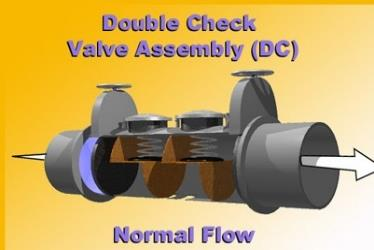 Double Check
Valve Assembly (DC)
Normal Flow